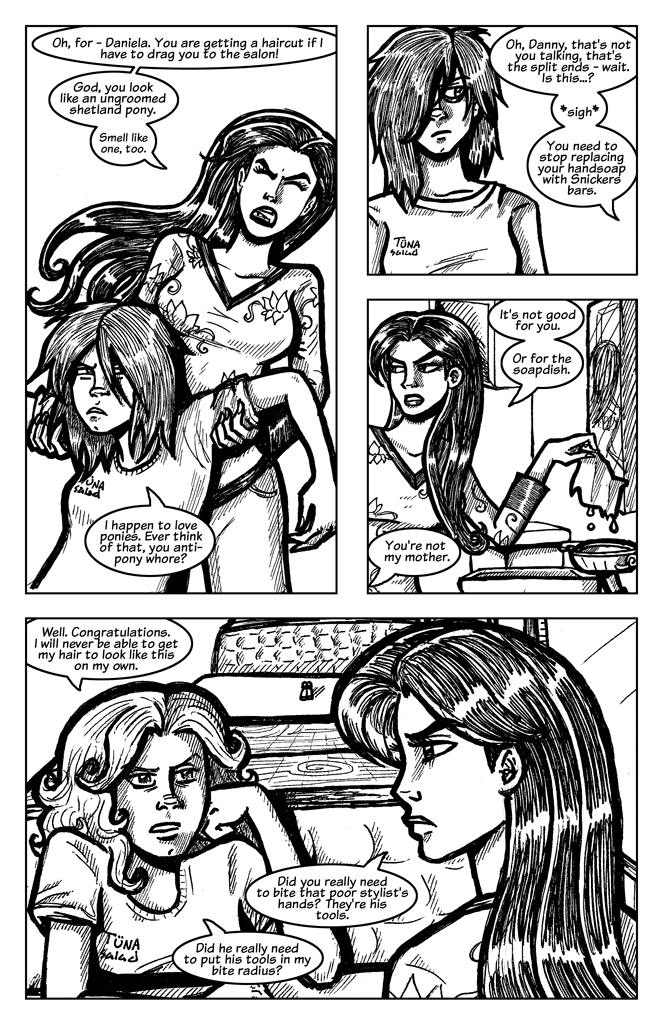 Oh, for - Daniela. You are getting a haircut if I
have to drag you to the salon!
God, you look
like an ungroomed
shetland pony.
Smell like
one, too.
ÜNA
salad
I happen to love
ponies. Ever think
of that, you anti-
pony whore?
Oh, Danny, that's not
you talking, that's
the split ends - wait.
Is this...?
*sigh*
You need to
stop replacing
your handsoap
with Snickers
bars.
TÜNA
salad
It's not good
for you.
Or for the
soapdish.
You're not
my mother.
Well. Congratulations.
I will never be able to get
my hair to look like this
on my own.
Did you really need
to bite that poor stylist's
hands? They're his
tools.
TÜNA
salad
Did he really need
to put his tools in my
bite radius?